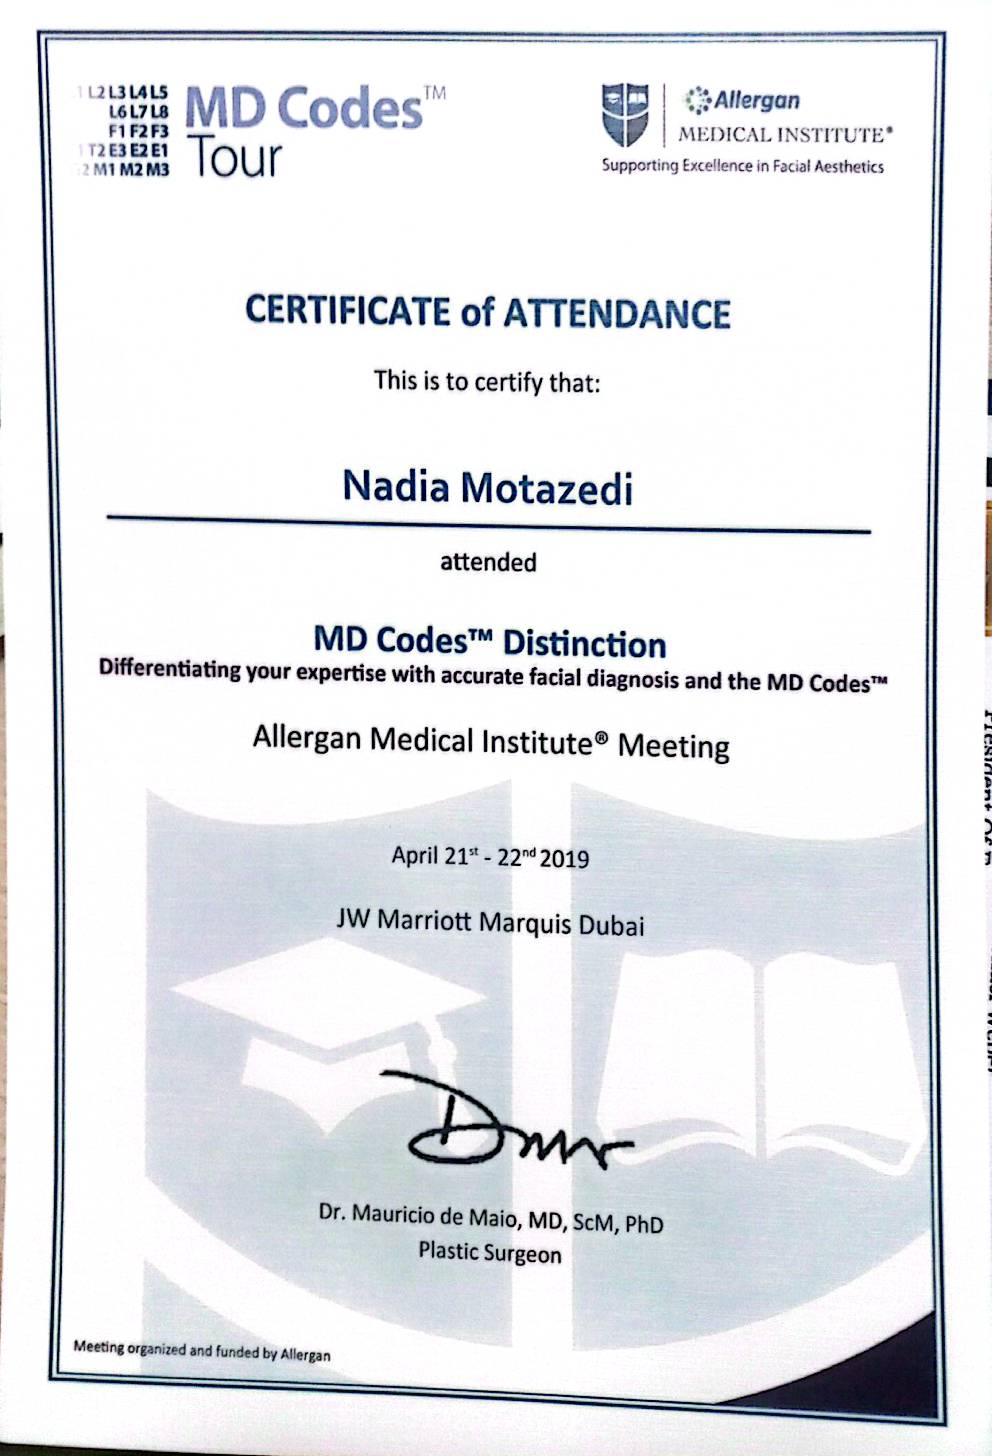 L2 L3 L4 L5
L6 L7 L8
F1 F2 F3
T2 E3 E2 E1
2 M1 M2 M3
MD Codes™
Tour
Allergan
MEDICAL INSTITUTE®
Supporting Excellence in Facial Aesthetics
CERTIFICATE of ATTENDANCE
This is to certify that:
Nadia Motazedi
attended
MD Codes™ Distinction
Differentiating your expertise with accurate facial diagnosis and the MD Codes™
Allergan Medical Institute® Meeting
April 21st - 22nd 2019
JW Marriott Marquis Dubai
Dr. Mauricio de Maio, MD, ScM, PhD
Plastic Surgeon
Meeting organized and funded by Allergan